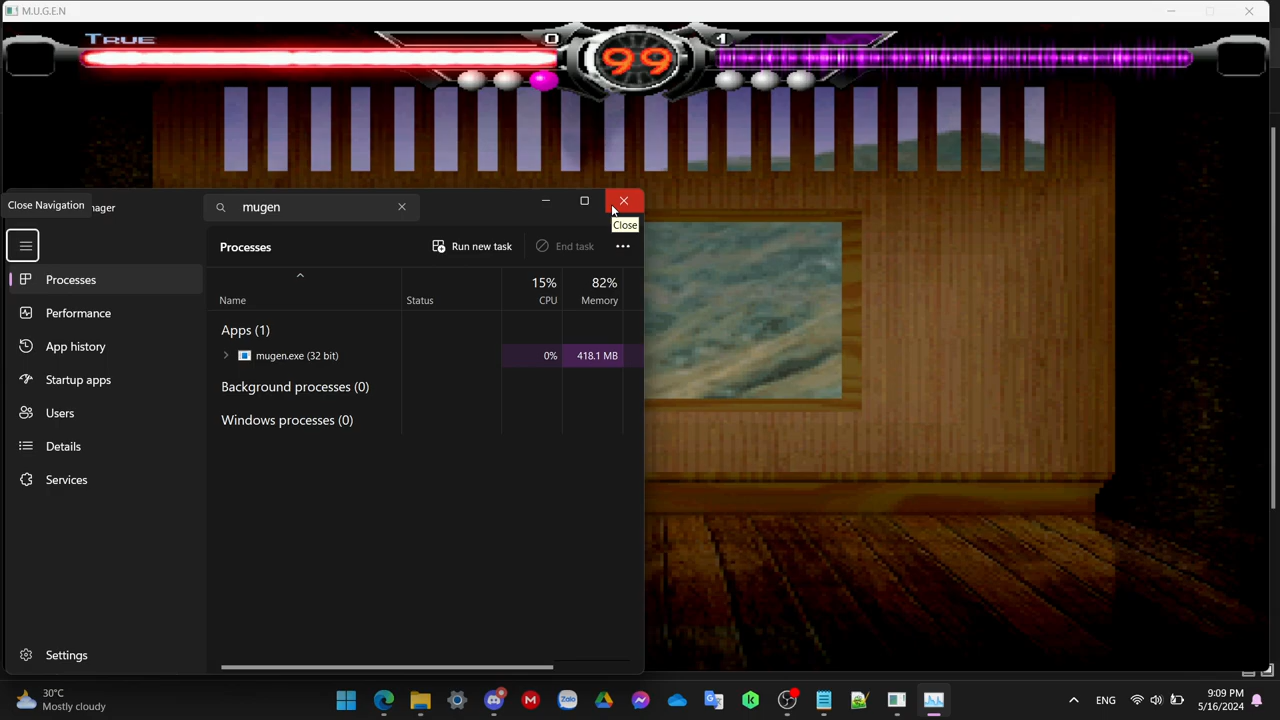 M.U.G.E.N
TRUE
0
99
1
Close Navigation
nager
mugen
Close
Processes
Run new task
End task
Processes
Performance
App history
Startup apps
Users
Details
Services
Settings
15%
82%
Name
Status
CPU
Memory
Apps (1)
mugen.exe (32 bit)
0%
418.1 MB
Background processes (0)
Windows processes (0)
30°C
Mostly cloudy
ENG
9:09 PM
5/16/2024